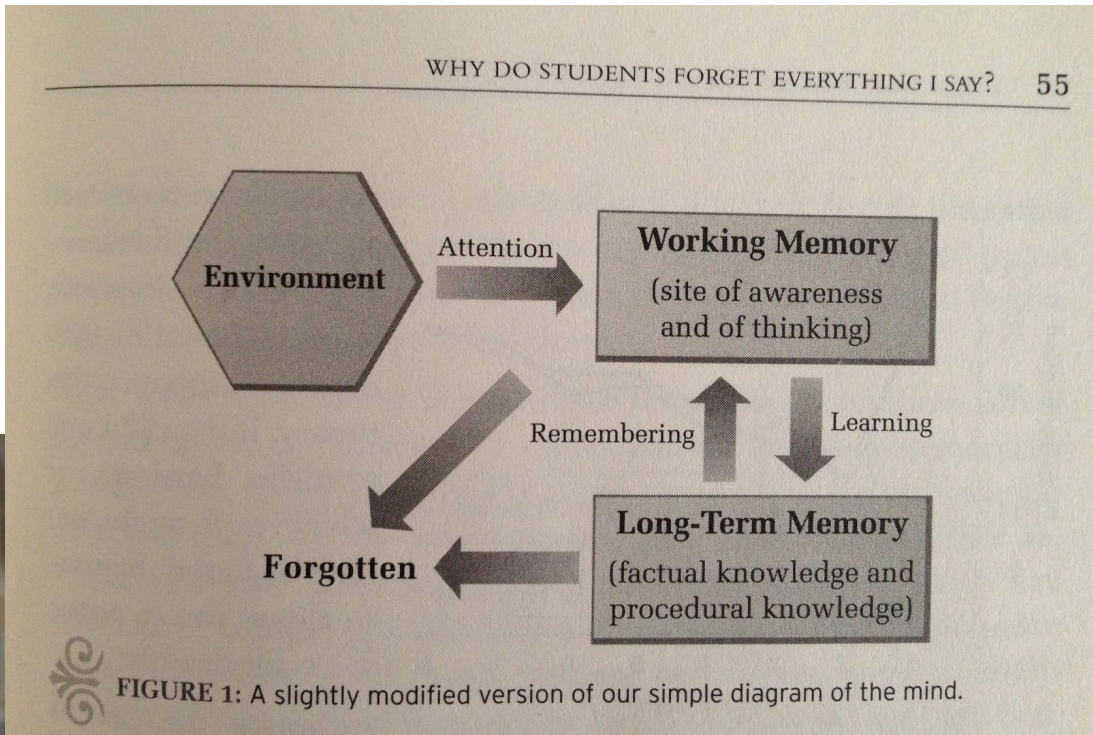 WHY DO STUDENTS FORGET EVERYTHING I SAY? 55
Environment
Attention
Working Memory
(site of awareness
and of thinking)
Remembering
Learning
Forgotten
Long-Term Memory
(factual knowledge and
procedural knowledge)
FIGURE 1: A slightly modified version of our simple diagram of the mind.